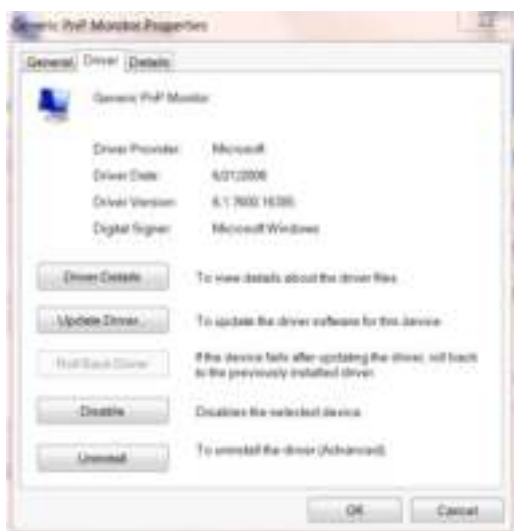 Generic PnP Monitor Properties
General Driver Details
Generic PnP Monitor
Driver Provider: Microsoft
Driver Date: 6/21/2006
Driver Version: 6.1.7600.16385
Digital Signer: Microsoft Windows
Driver Details To view details about the driver files.
Update Driver... To update the driver software for this device.
Roll Back Driver If the device fails after updating the driver, roll back
to the previously installed driver.
Disable Disables the selected device.
Uninstall To uninstall the driver (Advanced).
OK Cancel